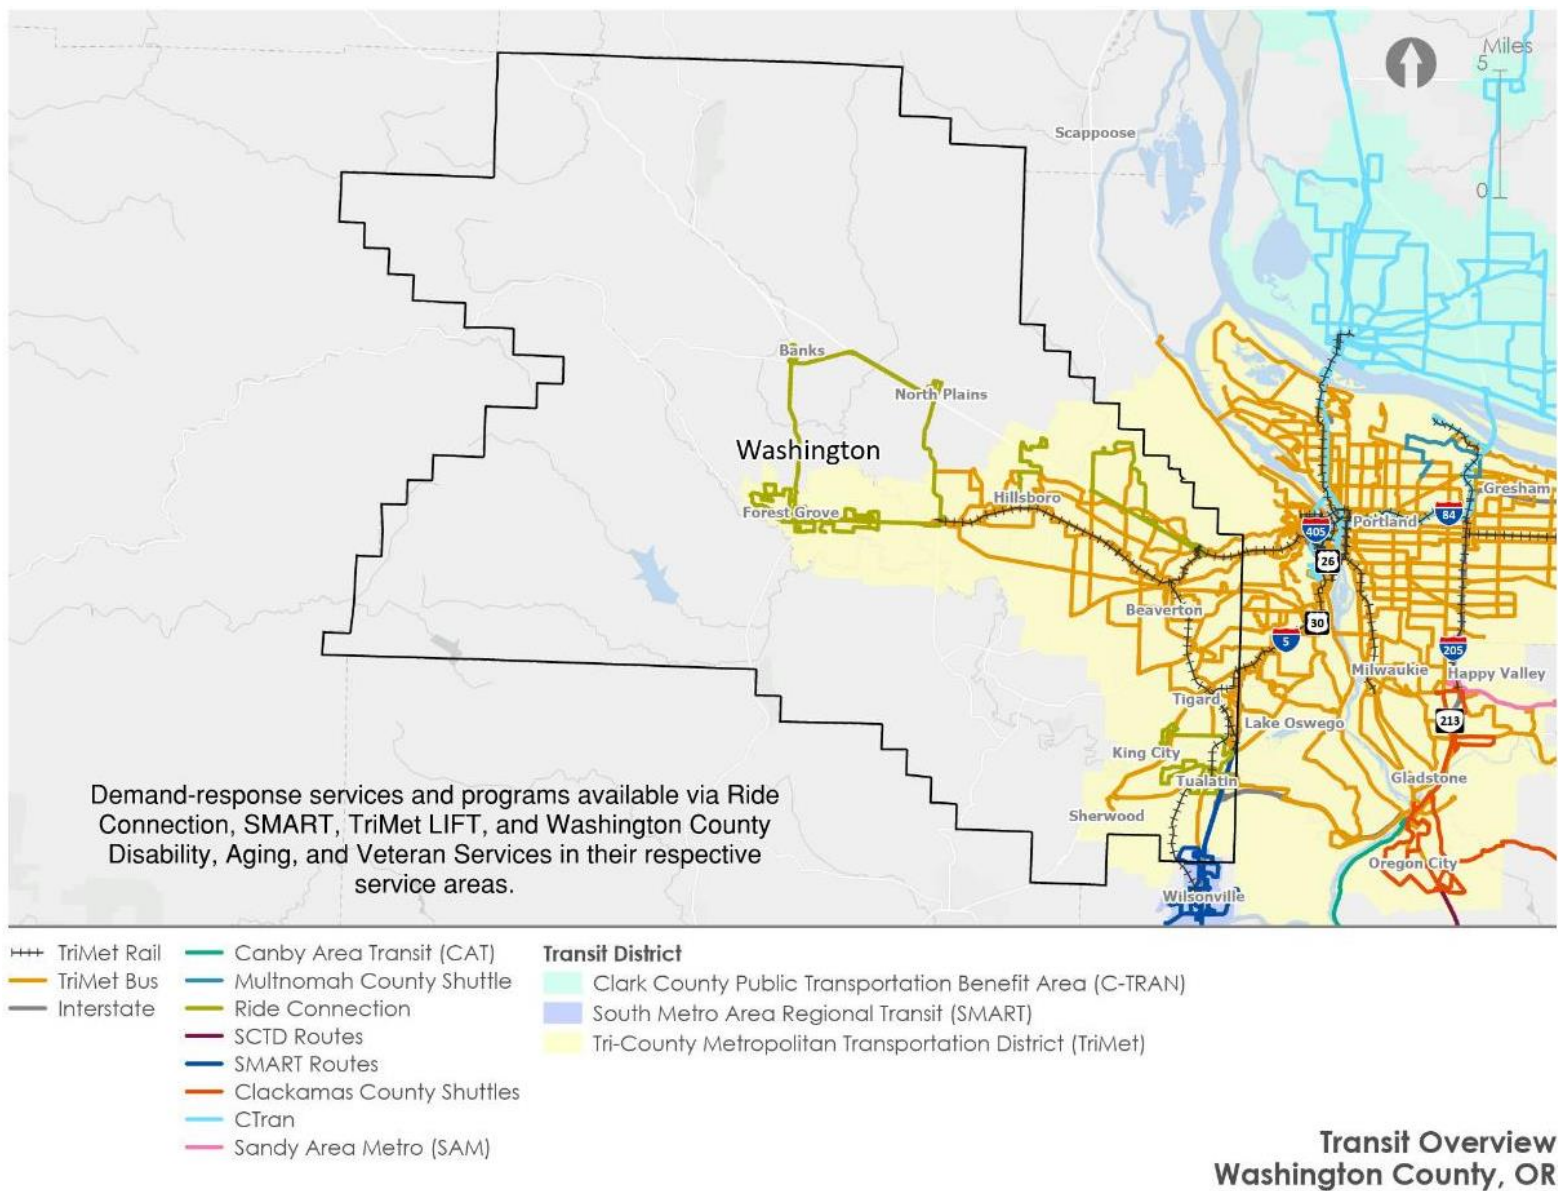 Miles
5
0
Scappoose
Banks
North Plains
Washington
Hillsboro
Forest Grove
Gresham
Portland
84
405
26
Beaverton
30
5
205
Milwaukie
Happy Valley
Tigard
Lake Oswego
213
King City
Tualatin
Gladstone
Sherwood
Oregon City
Wilsonville
Demand-response services and programs available via Ride
Connection, SMART, TriMet LIFT, and Washington County
Disability, Aging, and Veteran Services in their respective
service areas.
TriMet Rail
TriMet Bus
Interstate
Canby Area Transit (CAT)
Multnomah County Shuttle
Ride Connection
SCTD Routes
SMART Routes
Clackamas County Shuttles
CTran
Sandy Area Metro (SAM)
Transit District
Clark County Public Transportation Benefit Area (C-TRAN)
South Metro Area Regional Transit (SMART)
Tri-County Metropolitan Transportation District (TriMet)
Transit Overview
Washington County, OR